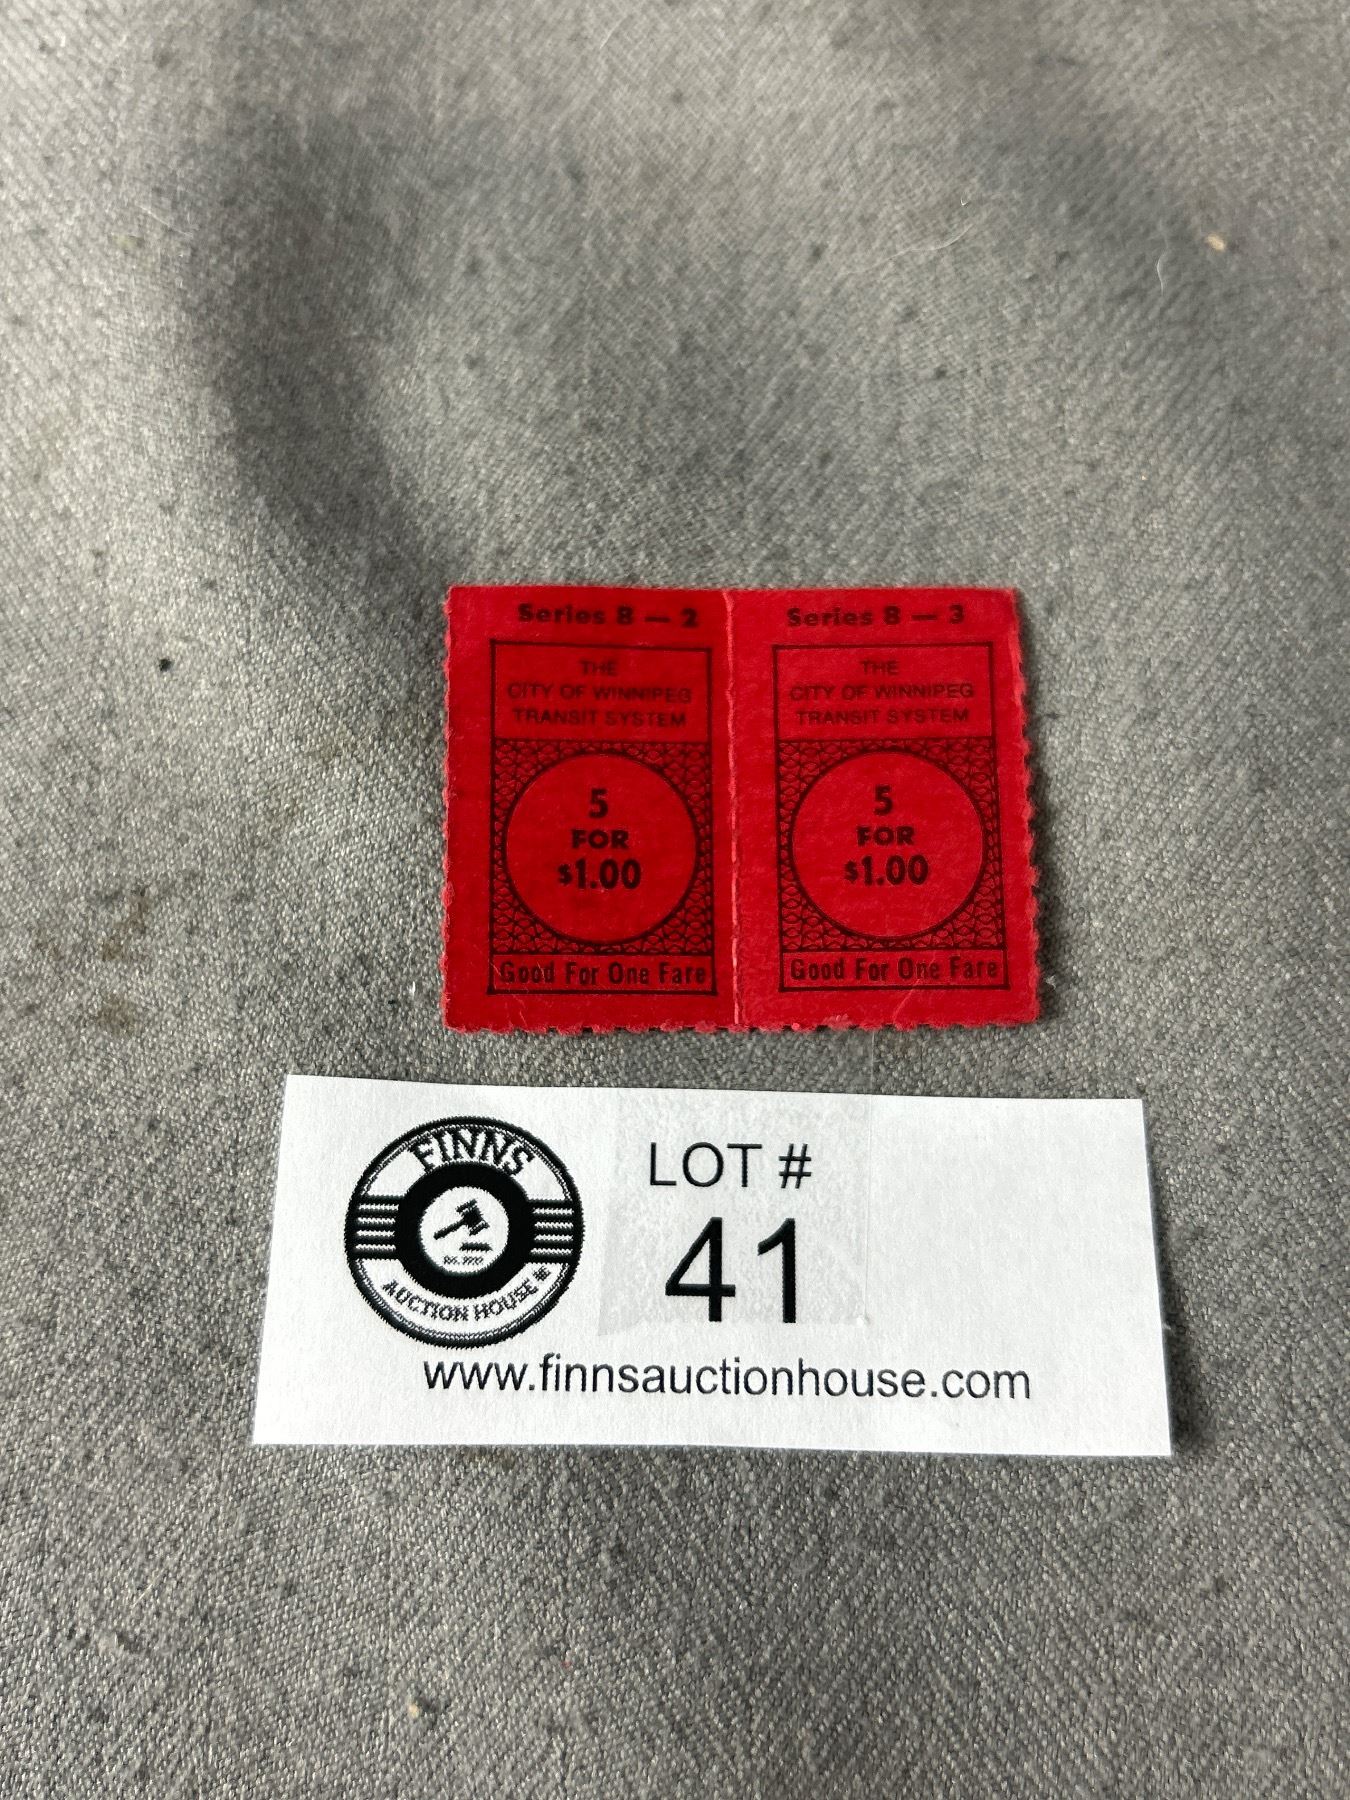 Series B — 2
THE
CITY OF WINNIPEG
TRANSIT SYSTEM
5
FOR
$1.00
Good For One Fare
Series B — 3
THE
CITY OF WINNIPEG
TRANSIT SYSTEM
5
FOR
$1.00
Good For One Fare
FINNS
AUCTION HOUSE
LOT #
41
www.finnsauctionhouse.com